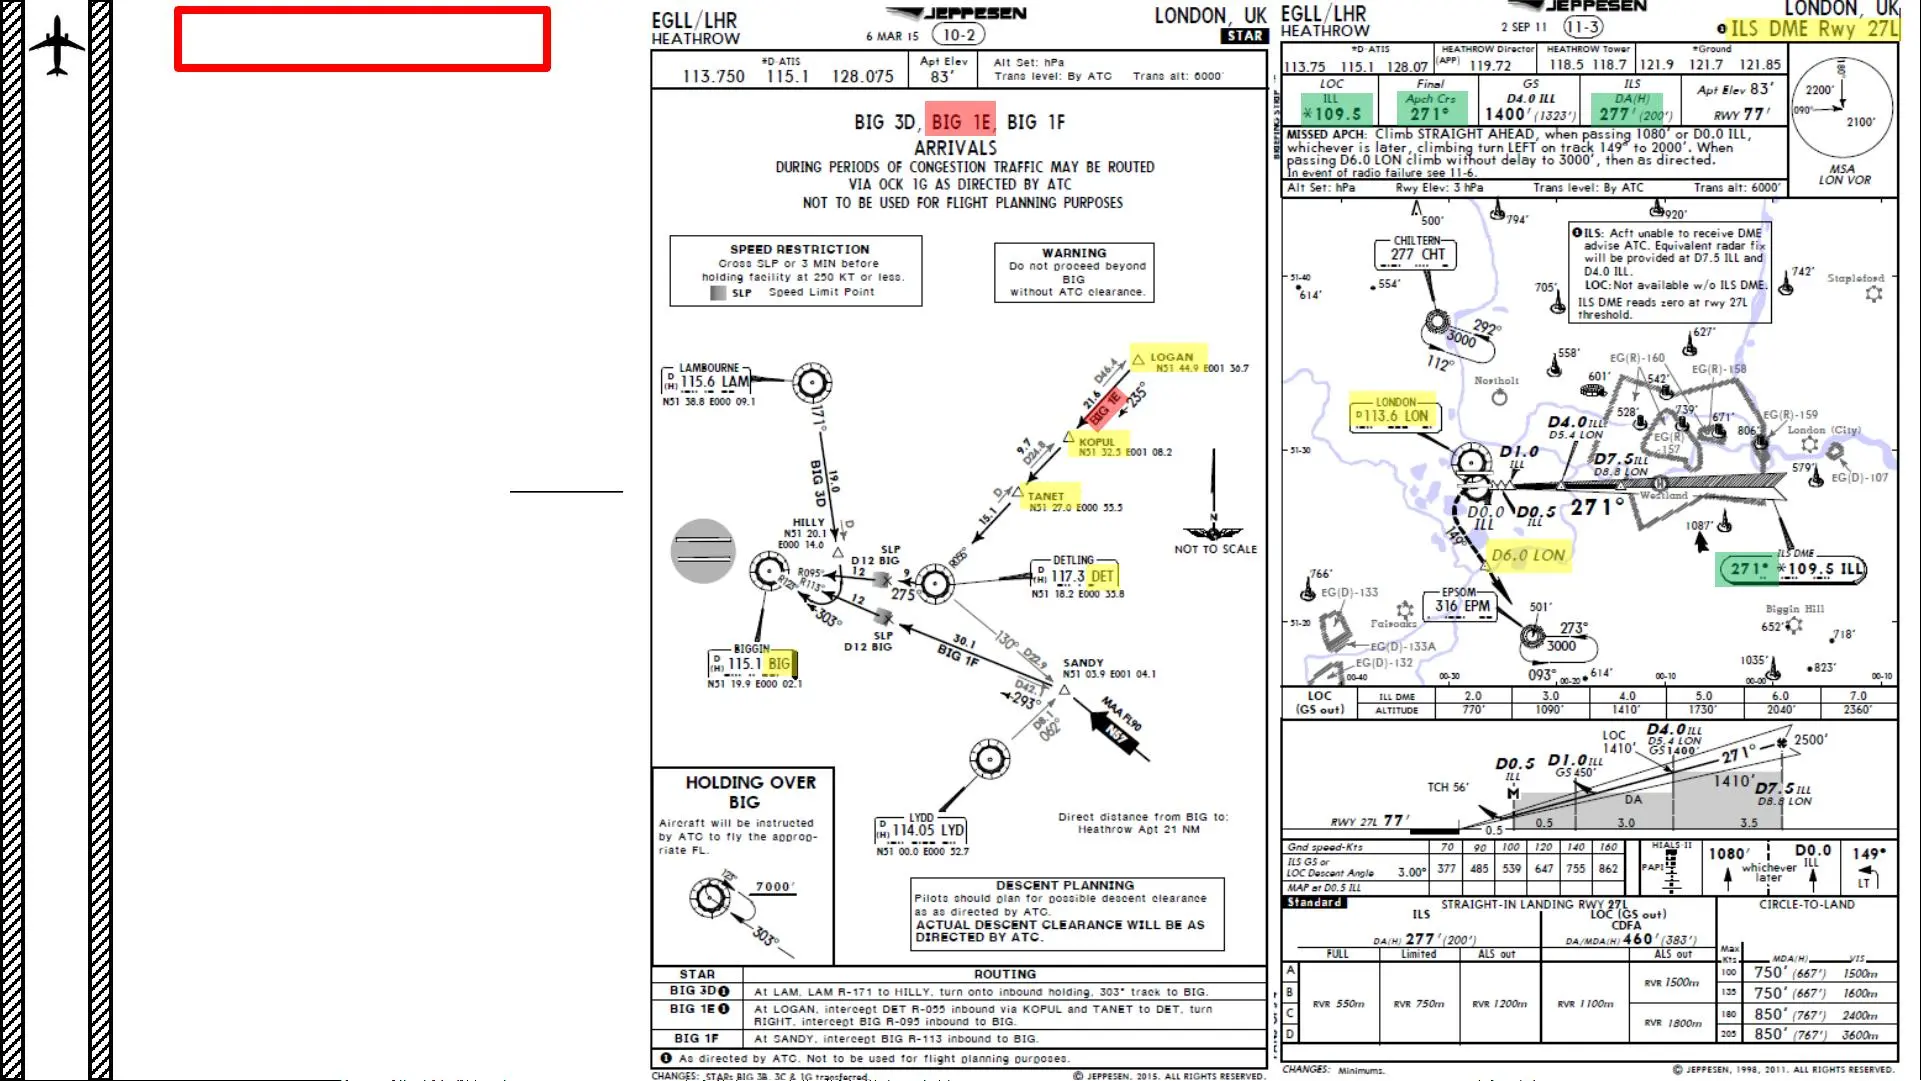 EGLL/LHR
HEATHROW
JEPPESEN
6 MAR 15
10-2
LONDON, UK
STAR
*D-ATIS
113.750 115.1 128.075
Apt Elev
83'
Alt Set: hPa
Trans level: By ATC Trans alt: 6000'
BIG 3D, BIG 1E, BIG 1F
ARRIVALS
DURING PERIODS OF CONGESTION TRAFFIC MAY BE ROUTED
VIA OCK 1G AS DIRECTED BY ATC
NOT TO BE USED FOR FLIGHT PLANNING PURPOSES
SPEED RESTRICTION
Cross SLP or 3 MIN before
holding facility at 250 KT or less.
SLP Speed Limit Point
WARNING
Do not proceed beyond
BIG
without ATC clearance.
LAMBOURNE
D
(H) 115.6 LAM
N51 38.8 E000 09.1
171°
BIG 3D
19.0
LOGAN
N51 44.9 E001 36.7
D46.4
21.6
BIG 1E
235°
KOPUL
N51 32.5 E001 08.2
9.7
D24.8
TANET
N51 27.0 E000 55.5
D
15.1
R055°
HILLY
N51 20.1
E000 14.6
D
SLP
D12 BIG
R095°
12
9
275°
R123°
R113°
12
303°
SLP
D12 BIG
DETLING
D
(H) 117.3 DET
N51 18.2 E000 35.8
N
NOT TO SCALE
BIGGIN
D
(H) 115.1 BIG
N51 19.9 E000 02.1
30.1
BIG 1F
130°
D22.9
SANDY
N51 03.9 E001 04.1
D42.1
293°
D8.1
062°
MAA FL90
N57
LYDD
D
(H) 114.05 LYD
N51 00.0 E000 52.7
Direct distance from BIG to:
Heathrow Apt 21 NM
HOLDING OVER
BIG
Aircraft will be instructed
by ATC to fly the approp-
riate FL.
123°
7000'
303°
DESCENT PLANNING
Pilots should plan for possible descent clearance
as as directed by ATC.
ACTUAL DESCENT CLEARANCE WILL BE AS
DIRECTED BY ATC.
STAR ROUTING
BIG 3D 1 At LAM, LAM R-171 to HILLY, turn onto inbound holding, 303° track to BIG.
BIG 1E 1 At LOGAN, intercept DET R-055 inbound via KOPUL and TANET to DET, turn
RIGHT, intercept BIG R-095 inbound to BIG.
BIG 1F At SANDY, intercept BIG R-113 inbound to BIG.
1 As directed by ATC. Not to be used for flight planning purposes.
CHANGES: STARs BIG 3B, 3C & 1G transferred.
© JEPPESEN, 2015. ALL RIGHTS RESERVED.
EGLL/LHR
HEATHROW
JEPPESEN
2 SEP 11
11-3
LONDON, UK
1 ILS DME Rwy 27L
BRIEFING STRIP
*D-ATIS
113.75 115.1 128.07
HEATHROW Director
(APP) 119.72
HEATHROW Tower
118.5 118.7
*Ground
121.9 121.7 121.85
LOC
ILL
*109.5
Final
Apch Crs
271°
GS
D4.0 ILL
1400' (1323')
ILS
DA(H)
277' (200')
Apt Elev 83'
RWY 77'
MISSED APCH: Climb STRAIGHT AHEAD, when passing 1080' or D0.0 ILL,
whichever is later, climbing turn LEFT on track 149° to 2000'. When
passing D6.0 LON climb without delay to 3000', then as directed.
In event of radio failure see 11-6.
Alt Set: hPa Rwy Elev: 3 hPa Trans level: By ATC Trans alt: 6000'
180°
2200'
090°
2100'
MSA
LON VOR
500'
794'
920'
CHILTERN
277 CHT
1 ILS: Acft unable to receive DME
advise ATC. Equivalent radar fix
will be provided at D7.5 ILL and
D4.0 ILL.
LOC: Not available w/o ILS DME.
ILS DME reads zero at rwy 27L
threshold.
51-40
614'
554'
705'
742'
Stapleford
292°
3000
112°
627'
558'
EG(R)-160
EG(R)-158
Northolt
601'
542'
LONDON
D 113.6 LON
528'
739'
671'
EG(R)-159
D4.0 ILL
D5.4 LON
EG(R)
-157
806'
London (City)
51-30
D1.0
ILL
D7.5 ILL
D8.8 LON
579'
EG(D)-107
Westland
D0.0
ILL
D0.5
ILL
271°
149°
1087'
D6.0 LON
ILS DME
271° *109.5 ILL
766'
EG(D)-133
EPSOM
316 EPM
501'
273°
3000
093°
Fairoaks
Biggin Hill
652'
718'
51-20
EG(D)-133A
EG(D)-132
614'
1035'
823'
00-40 00-30 00-20 00-10 00-00 00-10
LOC
(GS out)
ILL DME 2.0 3.0 4.0 5.0 6.0 7.0
ALTITUDE 770' 1090' 1410' 1730' 2040' 2360'
D4.0 ILL
D5.4 LON
GS 1400'
LOC
1410'
2500'
271°
D1.0 ILL
GS 450'
D0.5
ILL
M
1410'
D7.5 ILL
D8.8 LON
TCH 56'
DA
RWY 27L 77'
0.5 0.5 3.0 3.5
Gnd speed-Kts 70 90 100 120 140 160
ILS GS or
LOC Descent Angle 3.00° 377 485 539 647 755 862
MAP at D0.5 ILL
HIALS-II
PAPI
1080'
whichever
later
D0.0
ILL
149°
LT
Standard
STRAIGHT-IN LANDING RWY 27L
CIRCLE-TO-LAND
ILS
LOC (GS out)
CDFA
DA(H) 277' (200')
DA/MDA(H) 460' (383')
FULL Limited ALS out ALS out
Max
Kts MDA(H) VIS
A 100 750' (667') 1500m
B 135 750' (667') 1600m
C 180 850' (767') 2400m
D 205 850' (767') 3600m
RVR 550m RVR 750m RVR 1200m RVR 1100m
RVR 1500m
RVR 1800m
CHANGES: Minimums.
© JEPPESEN, 1998, 2011. ALL RIGHTS RESERVED.